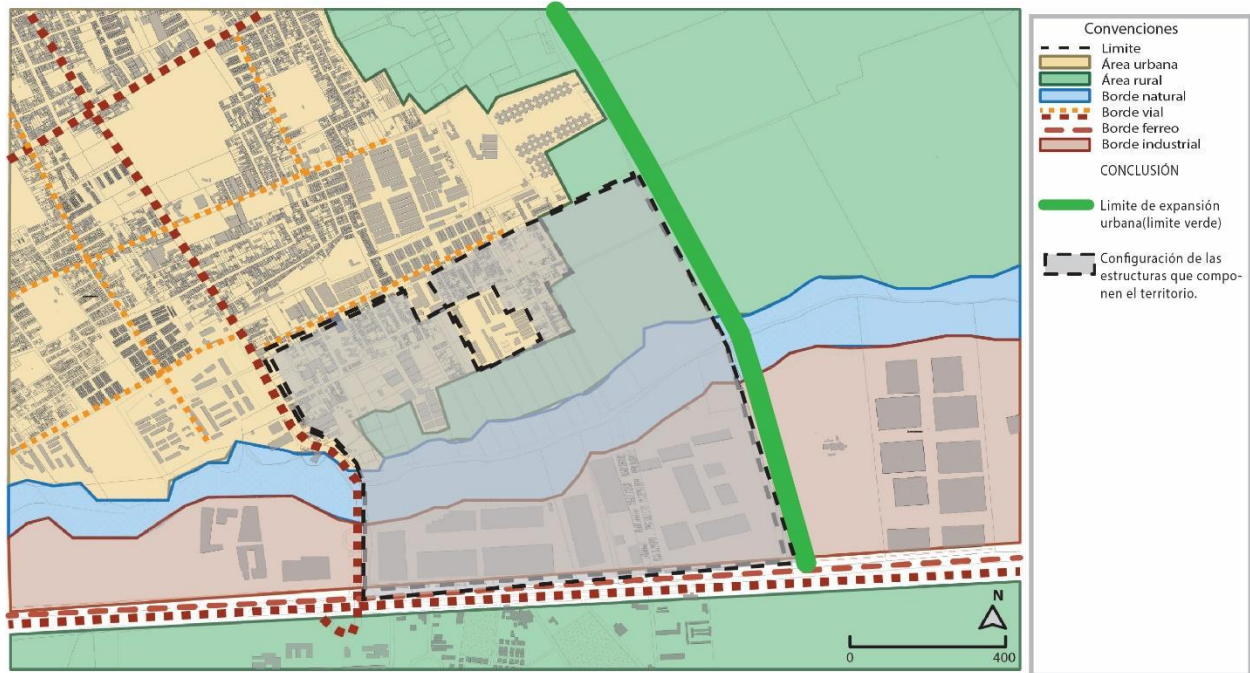 Convenciones
Limite
Área urbana
Área rural
Borde natural
Borde vial
Borde ferreo
Borde industrial
CONCLUSIÓN
Limite de expansión
urbana(limite verde)
Configuración de las
estructuras que compo-
nen el territorio.
N
0 400